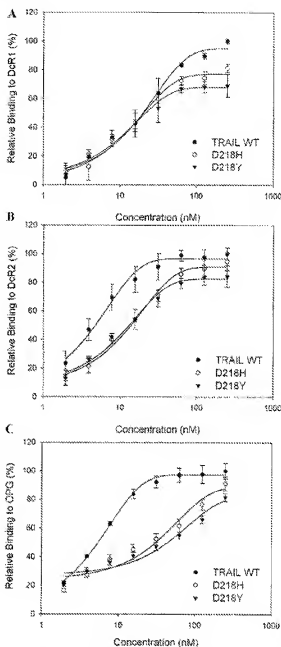 A
Relative Binding to DcR1 (%)
120
100
80
60
40
20
0
TRAIL WT
D218H
D218Y
1
10
100
1000
Concentration (nM)
B
Relative Binding to DcR2 (%)
120
100
80
60
40
20
0
TRAIL WT
D218H
D218Y
1
10
100
1000
Concentration (nM)
C
Relative Binding to OPG (%)
120
100
80
60
40
20
0
TRAIL WT
D218H
D218Y
1
10
100
1000
Concentration (nM)